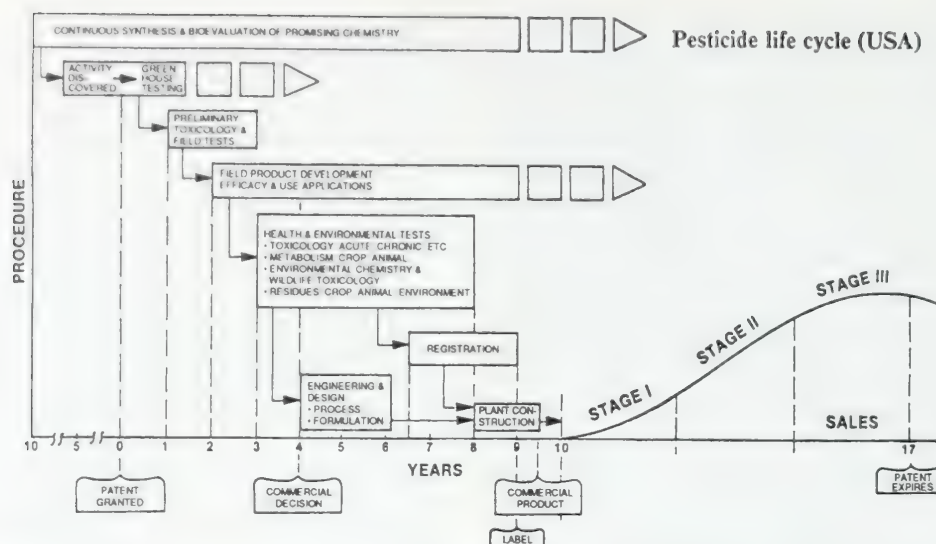 CONTINUOUS SYNTHESIS & BIOEVALUATION OF PROMISING CHEMISTRY
Pesticide life cycle (USA)
ACTIVITY
DIS-
COVERED
GREEN
HOUSE
TESTING
PRELIMINARY
TOXICOLOGY &
FIELD TESTS
FIELD PRODUCT DEVELOPMENT
EFFICACY & USE APPLICATIONS
PROCEDURE
HEALTH & ENVIRONMENTAL TESTS
• TOXICOLOGY ACUTE CHRONIC ETC
• METABOLISM CROP ANIMAL
• ENVIRONMENTAL CHEMISTRY &
WILDLIFE TOXICOLOGY
• RESIDUES CROP ANIMAL ENVIRONMENT
REGISTRATION
ENGINEERING &
DESIGN
• PROCESS
• FORMULATION
PLANT CON-
STRUCTION
STAGE I
STAGE II
STAGE III
SALES
10 5 0 1 2 3 4 5 6 7 8 9 10 17
YEARS
PATENT
GRANTED
COMMERCIAL
DECISION
COMMERCIAL
PRODUCT
LABEL
PATENT
EXPIRES